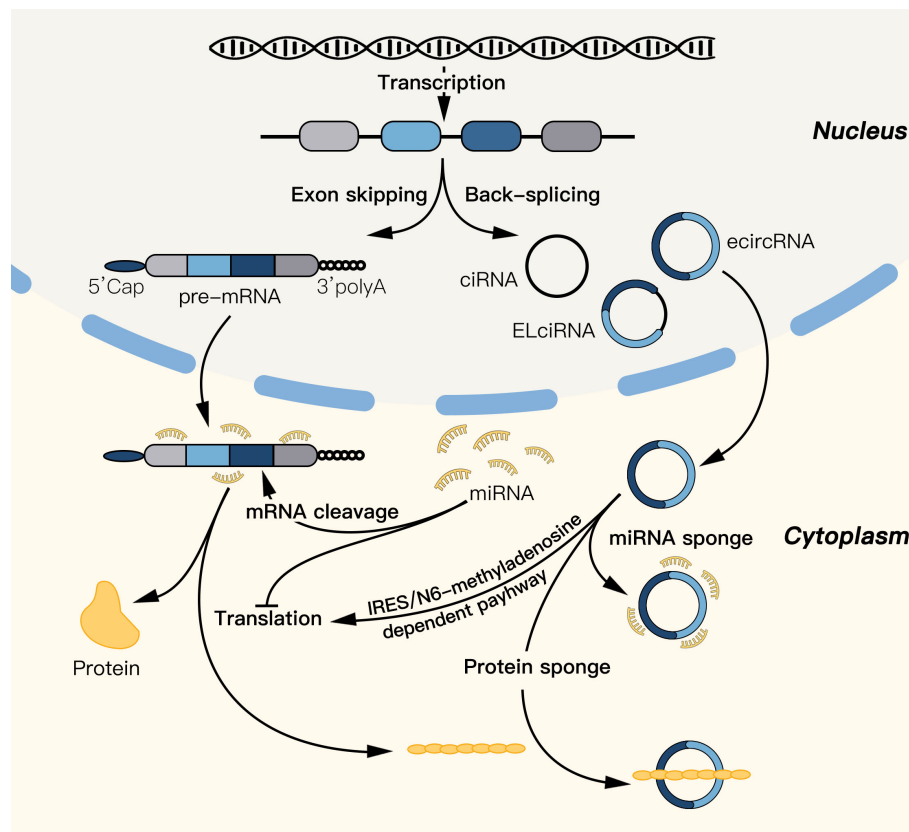 Transcription
Nucleus
Exon skipping
Back-splicing
ecircRNA
5'Cap
pre-mRNA
3'polyA
ciRNA
ELciRNA
miRNA
mRNA cleavage
miRNA sponge
Cytoplasm
IRES/N6-methyladenosine
dependent payhway
Translation
Protein
Protein sponge